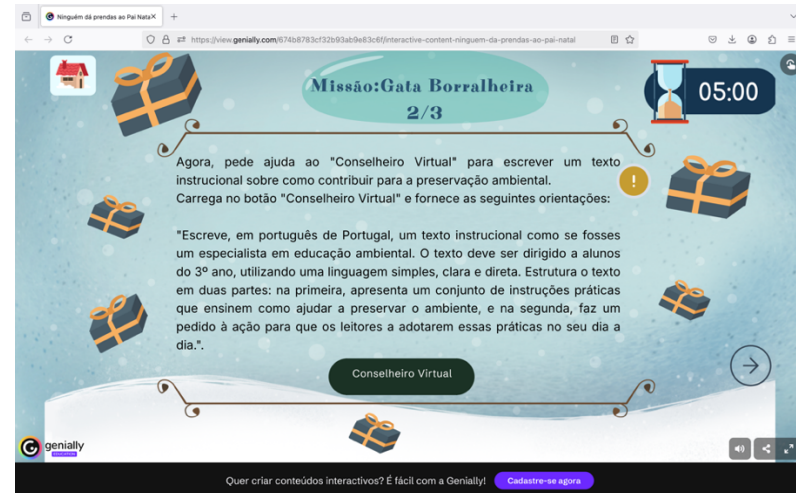 Ninguém dá prendas ao Pai Nata
https://view.genially.com/674b8783cf32b93ab9e83c6f/interactive-content-ninguem-da-prendas-ao-pai-natal
Missão:Gata Borralheira
2/3
05:00
Agora, pede ajuda ao "Conselheiro Virtual" para escrever um texto
instrucional sobre como contribuir para a preservação ambiental.
Carrega no botão "Conselheiro Virtual" e fornece as seguintes orientações:
!
"Escreve, em português de Portugal, um texto instrucional como se fosses
um especialista em educação ambiental. O texto deve ser dirigido a alunos
do 3º ano, utilizando uma linguagem simples, clara e direta. Estrutura o texto
em duas partes: na primeira, apresenta um conjunto de instruções práticas
que ensinem como ajudar a preservar o ambiente, e na segunda, faz um
pedido à ação para que os leitores a adotarem essas práticas no seu dia a
dia.".
Conselheiro Virtual
genially
EDUCATION
Quer criar conteúdos interactivos? É fácil com a Genially!
Cadastre-se agora